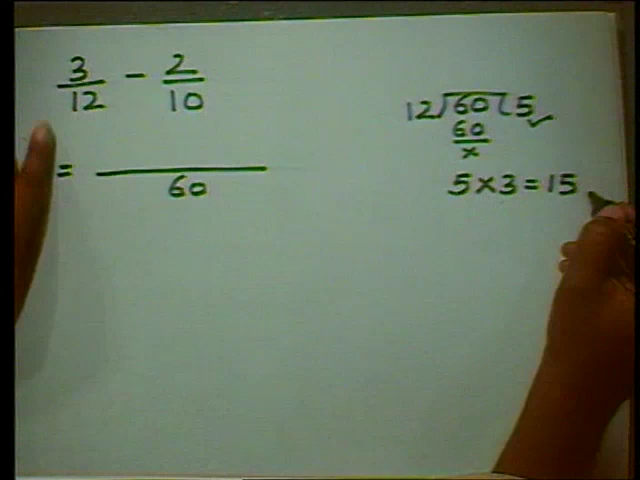 3/12 - 2/10
= /60
12)60(5✓
60
x
5×3=15